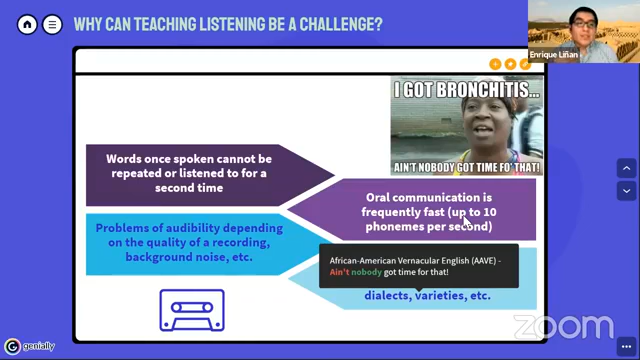 WHY CAN TEACHING LISTENING BE A CHALLENGE?
Enrique Liñan
I GOT BRONCHITIS...
AIN'T NOBODY GOT TIME FO' THAT!
Words once spoken cannot be
repeated or listened to for a
second time
Oral communication is
frequently fast (up to 10
phonemes per second)
Problems of audibility depending
on the quality of a recording,
background noise, etc.
African-American Vernacular English (AAVE) -
Ain't nobody got time for that!
dialects, varieties, etc.
genially
zoom